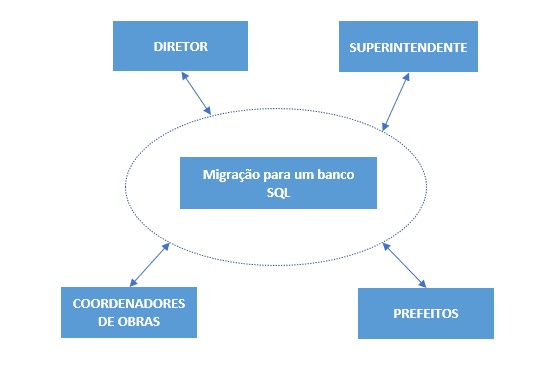 DIRETOR
SUPERINTENDENTE
Migração para um banco
SQL
COORDENADORES
DE OBRAS
PREFEITOS